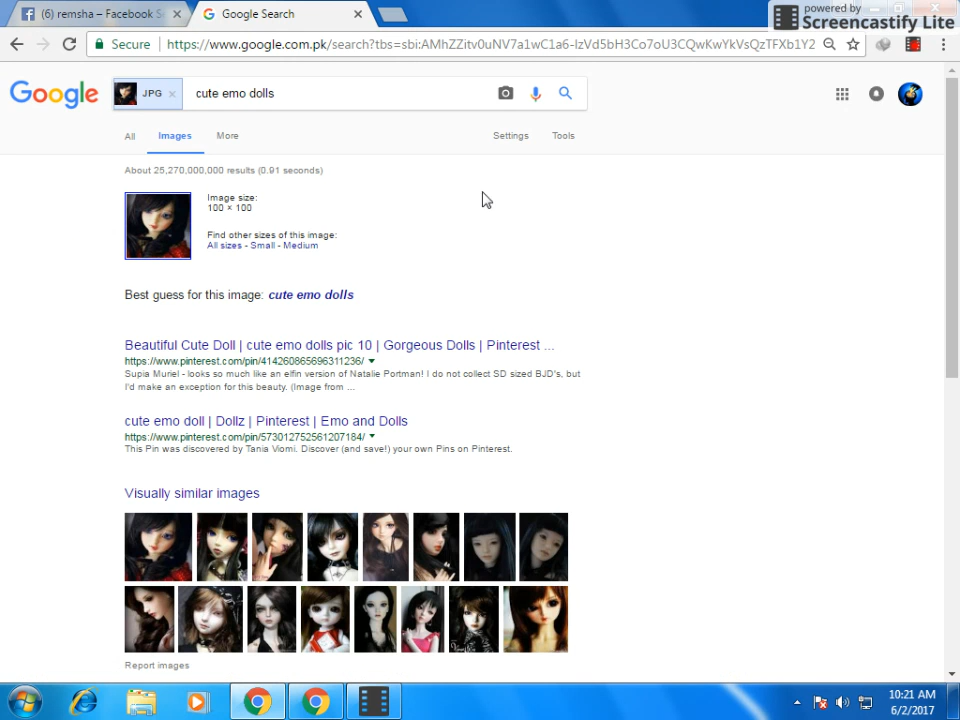 (6) remsha – Facebook S
Google Search
powered by
Screencastify Lite
Secure
https://www.google.com.pk/search?tbs=sbi:AMhZZitv0uNV7a1wC1a6-IzVd5bH3Co7oU3CQwKwYkVsQzTFXb1Y2
Google
JPG
cute emo dolls
All
Images
More
Settings
Tools
About 25,270,000,000 results (0.91 seconds)
Image size:
100 × 100
Find other sizes of this image:
All sizes - Small - Medium
Best guess for this image: cute emo dolls
Beautiful Cute Doll | cute emo dolls pic 10 | Gorgeous Dolls | Pinterest ...
https://www.pinterest.com/pin/414260865696311236/
Supia Muriel - looks so much like an elfin version of Natalie Portman! I do not collect SD sized BJD's, but
I'd make an exception for this beauty. (Image from ...
cute emo doll | Dollz | Pinterest | Emo and Dolls
https://www.pinterest.com/pin/573012752561207184/
This Pin was discovered by Tania Viomi. Discover (and save!) your own Pins on Pinterest.
Visually similar images
Report images
10:21 AM
6/2/2017